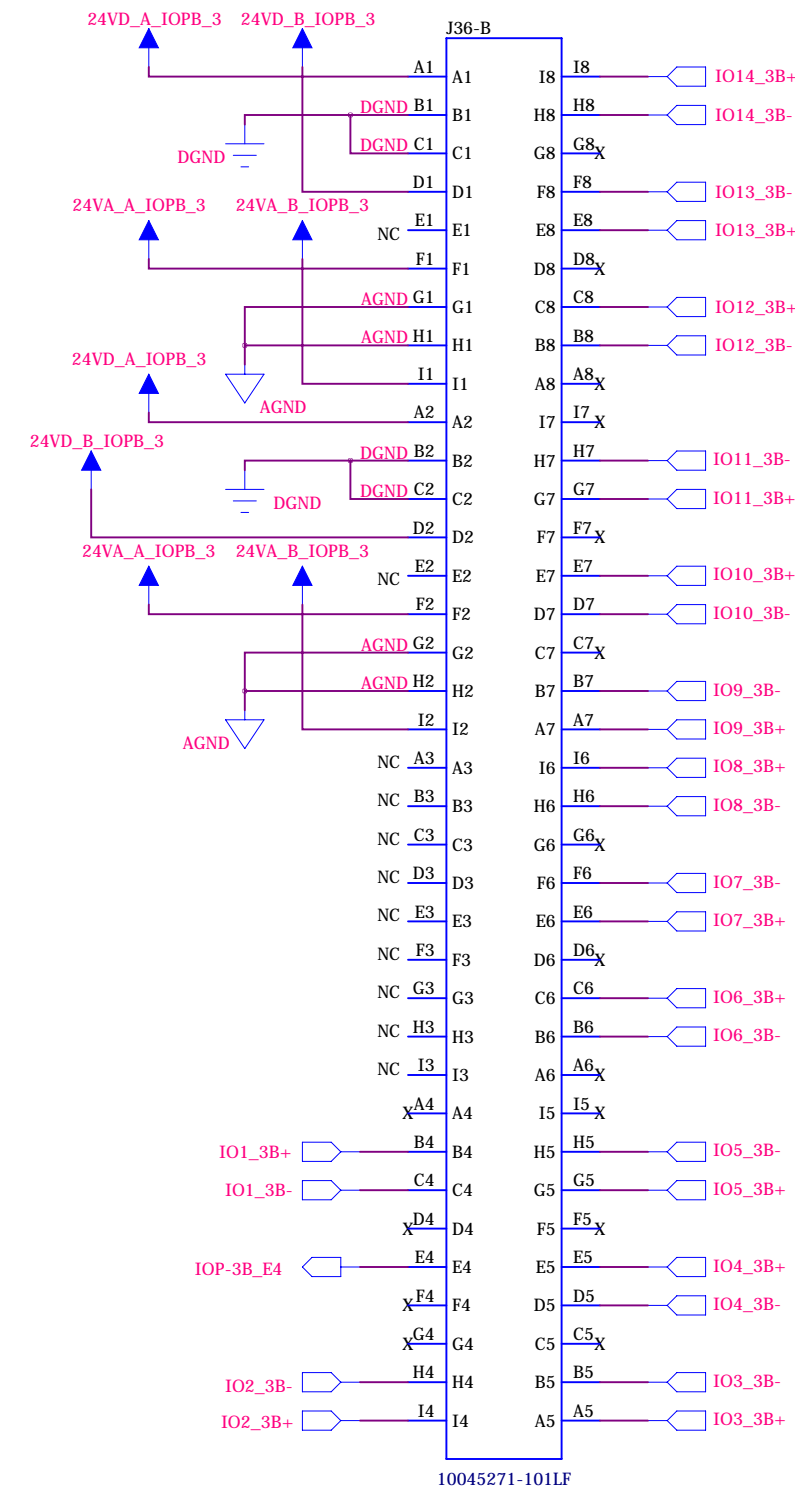 24VD_A_IOPB_3 24VD_B_IOPB_3
J36-B
A1 A1 I8 I8 IO14_3B+
DGND B1 B1 H8 H8 IO14_3B-
DGND DGND C1 C1 G8 G8 X
D1 D1 F8 F8 IO13_3B-
24VA_A_IOPB_3 24VA_B_IOPB_3
NC E1 E1 E8 E8 IO13_3B+
F1 F1 D8 D8 X
AGND G1 G1 C8 C8 IO12_3B+
AGND H1 H1 B8 B8 IO12_3B-
24VD_A_IOPB_3
I1 I1 A8 A8 X
AGND
A2 A2 I7 I7 X
24VD_B_IOPB_3
DGND B2 B2 H7 H7 IO11_3B-
DGND C2 C2 G7 G7 IO11_3B+
DGND
D2 D2 F7 F7 X
24VA_A_IOPB_3 24VA_B_IOPB_3
NC E2 E2 E7 E7 IO10_3B+
F2 F2 D7 D7 IO10_3B-
AGND G2 G2 C7 C7 X
AGND H2 H2 B7 B7 IO9_3B-
I2 I2 A7 A7 IO9_3B+
AGND
NC A3 A3 I6 I6 IO8_3B+
NC B3 B3 H6 H6 IO8_3B-
NC C3 C3 G6 G6 X
NC D3 D3 F6 F6 IO7_3B-
NC E3 E3 E6 E6 IO7_3B+
NC F3 F3 D6 D6 X
NC G3 G3 C6 C6 IO6_3B+
NC H3 H3 B6 B6 IO6_3B-
NC I3 I3 A6 A6 X
X A4 A4 I5 I5 X
IO1_3B+ B4 B4 H5 H5 IO5_3B-
IO1_3B- C4 C4 G5 G5 IO5_3B+
X D4 D4 F5 F5 X
IOP-3B_E4 E4 E4 E5 E5 IO4_3B+
X F4 F4 D5 D5 IO4_3B-
X G4 G4 C5 C5 X
IO2_3B- H4 H4 B5 B5 IO3_3B-
IO2_3B+ I4 I4 A5 A5 IO3_3B+
10045271-101LF